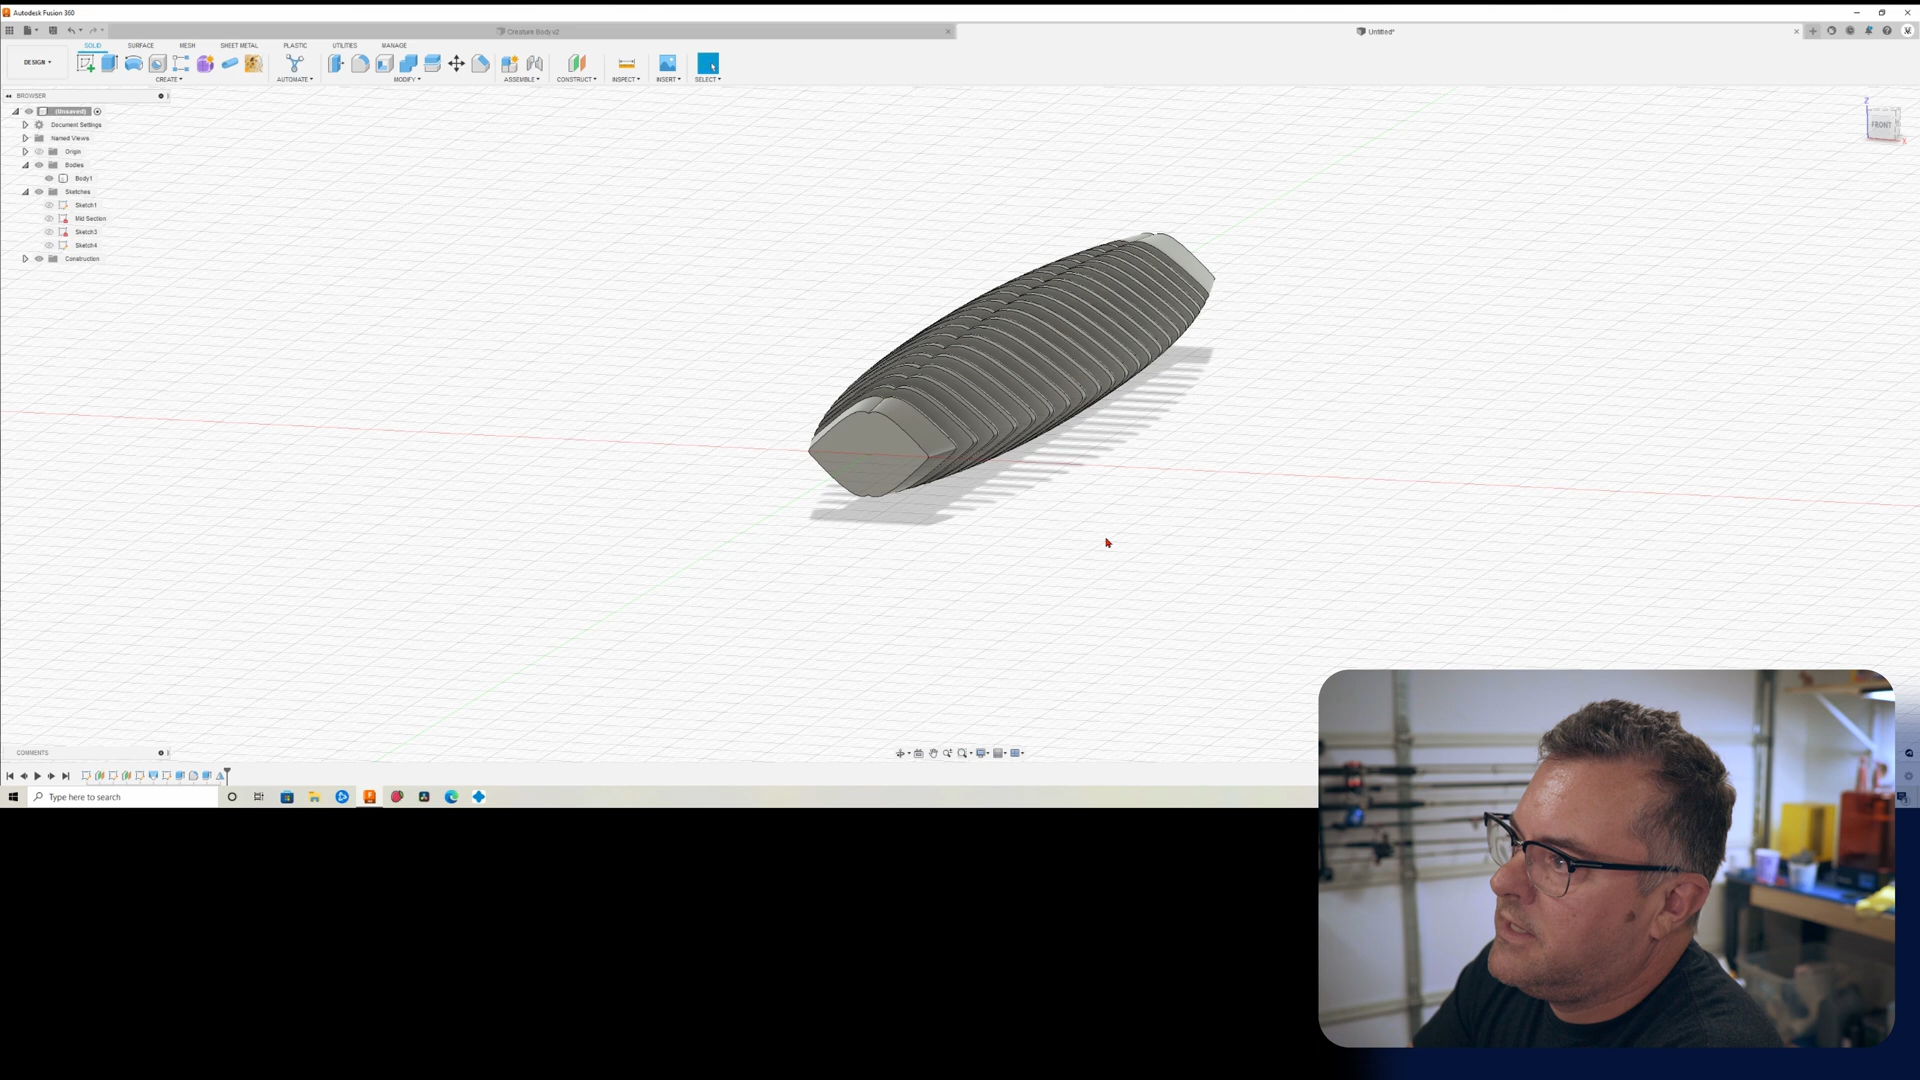 Autodesk Fusion 360
Creature Body v2
Untitled*
DESIGN
SOLID
SURFACE
MESH
SHEET METAL
PLASTIC
UTILITIES
MANAGE
CREATE
AUTOMATE
MODIFY
ASSEMBLE
CONSTRUCT
INSPECT
INSERT
SELECT
BROWSER
(Unsaved)
Document Settings
Named Views
Origin
Bodies
Body1
Sketches
Sketch1
Mid Section
Sketch3
Sketch4
Construction
Z
FRONT
X
COMMENTS
Type here to search